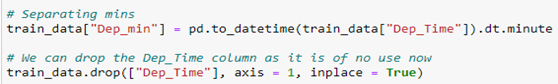 # Separating mins
train_data["Dep_min"] = pd.to_datetime(train_data["Dep_Time"]).dt.minute
# We can drop the Dep_Time column as it is of no use now
train_data.drop(["Dep_Time"], axis = 1, inplace = True)